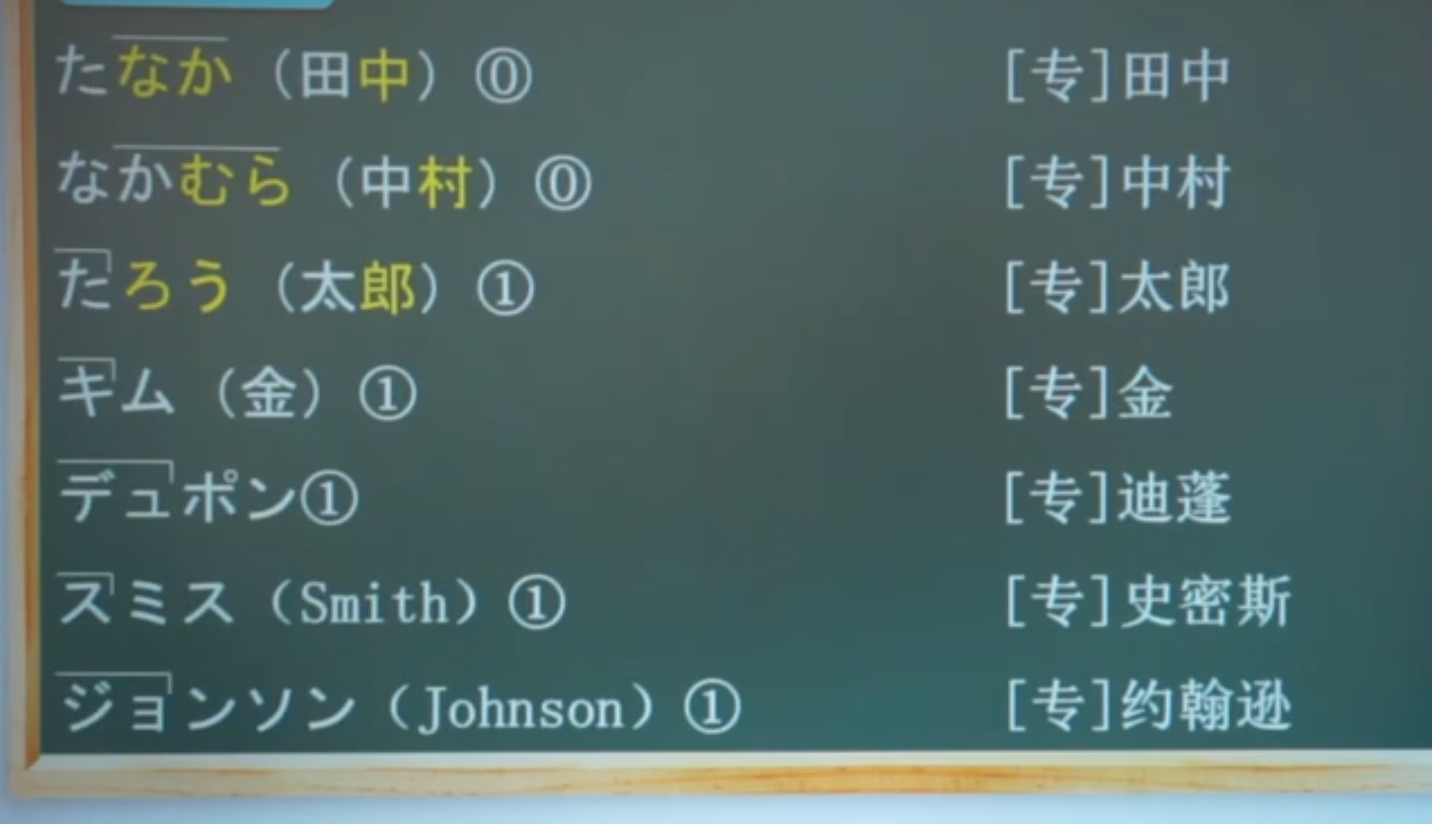 たなか（田中）⓪ [专]田中
なかむら（中村）⓪ [专]中村
たろう（太郎）① [专]太郎
キム（金）① [专]金
デュポン① [专]迪蓬
スミス（Smith）① [专]史密斯
ジョンソン（Johnson）① [专]约翰逊